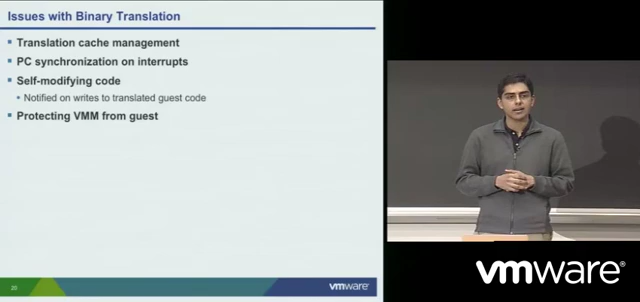 Issues with Binary Translation
Translation cache management
PC synchronization on interrupts
Self-modifying code
Notified on writes to translated guest code
Protecting VMM from guest
20
vmware
vmware